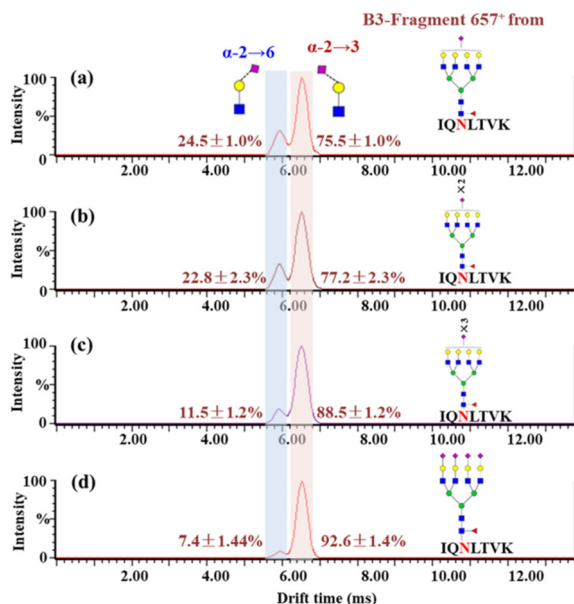 B3-Fragment 657⁺ from
α-2→6
α-2→3
(a)
100
%
0
Intensity
24.5±1.0%
75.5±1.0%
IQNLTVK
2.00 4.00 6.00 8.00 10.00 12.00
(b)
100
%
0
Intensity
22.8±2.3%
77.2±2.3%
×2
IQNLTVK
2.00 4.00 6.00 8.00 10.00 12.00
(c)
100
%
0
Intensity
11.5±1.2%
88.5±1.2%
×3
IQNLTVK
2.00 4.00 6.00 8.00 10.00 12.00
(d)
100
%
0
Intensity
7.4±1.44%
92.6±1.4%
IQNLTVK
2.00 4.00 6.00 8.00 10.00 12.00
Drift time (ms)